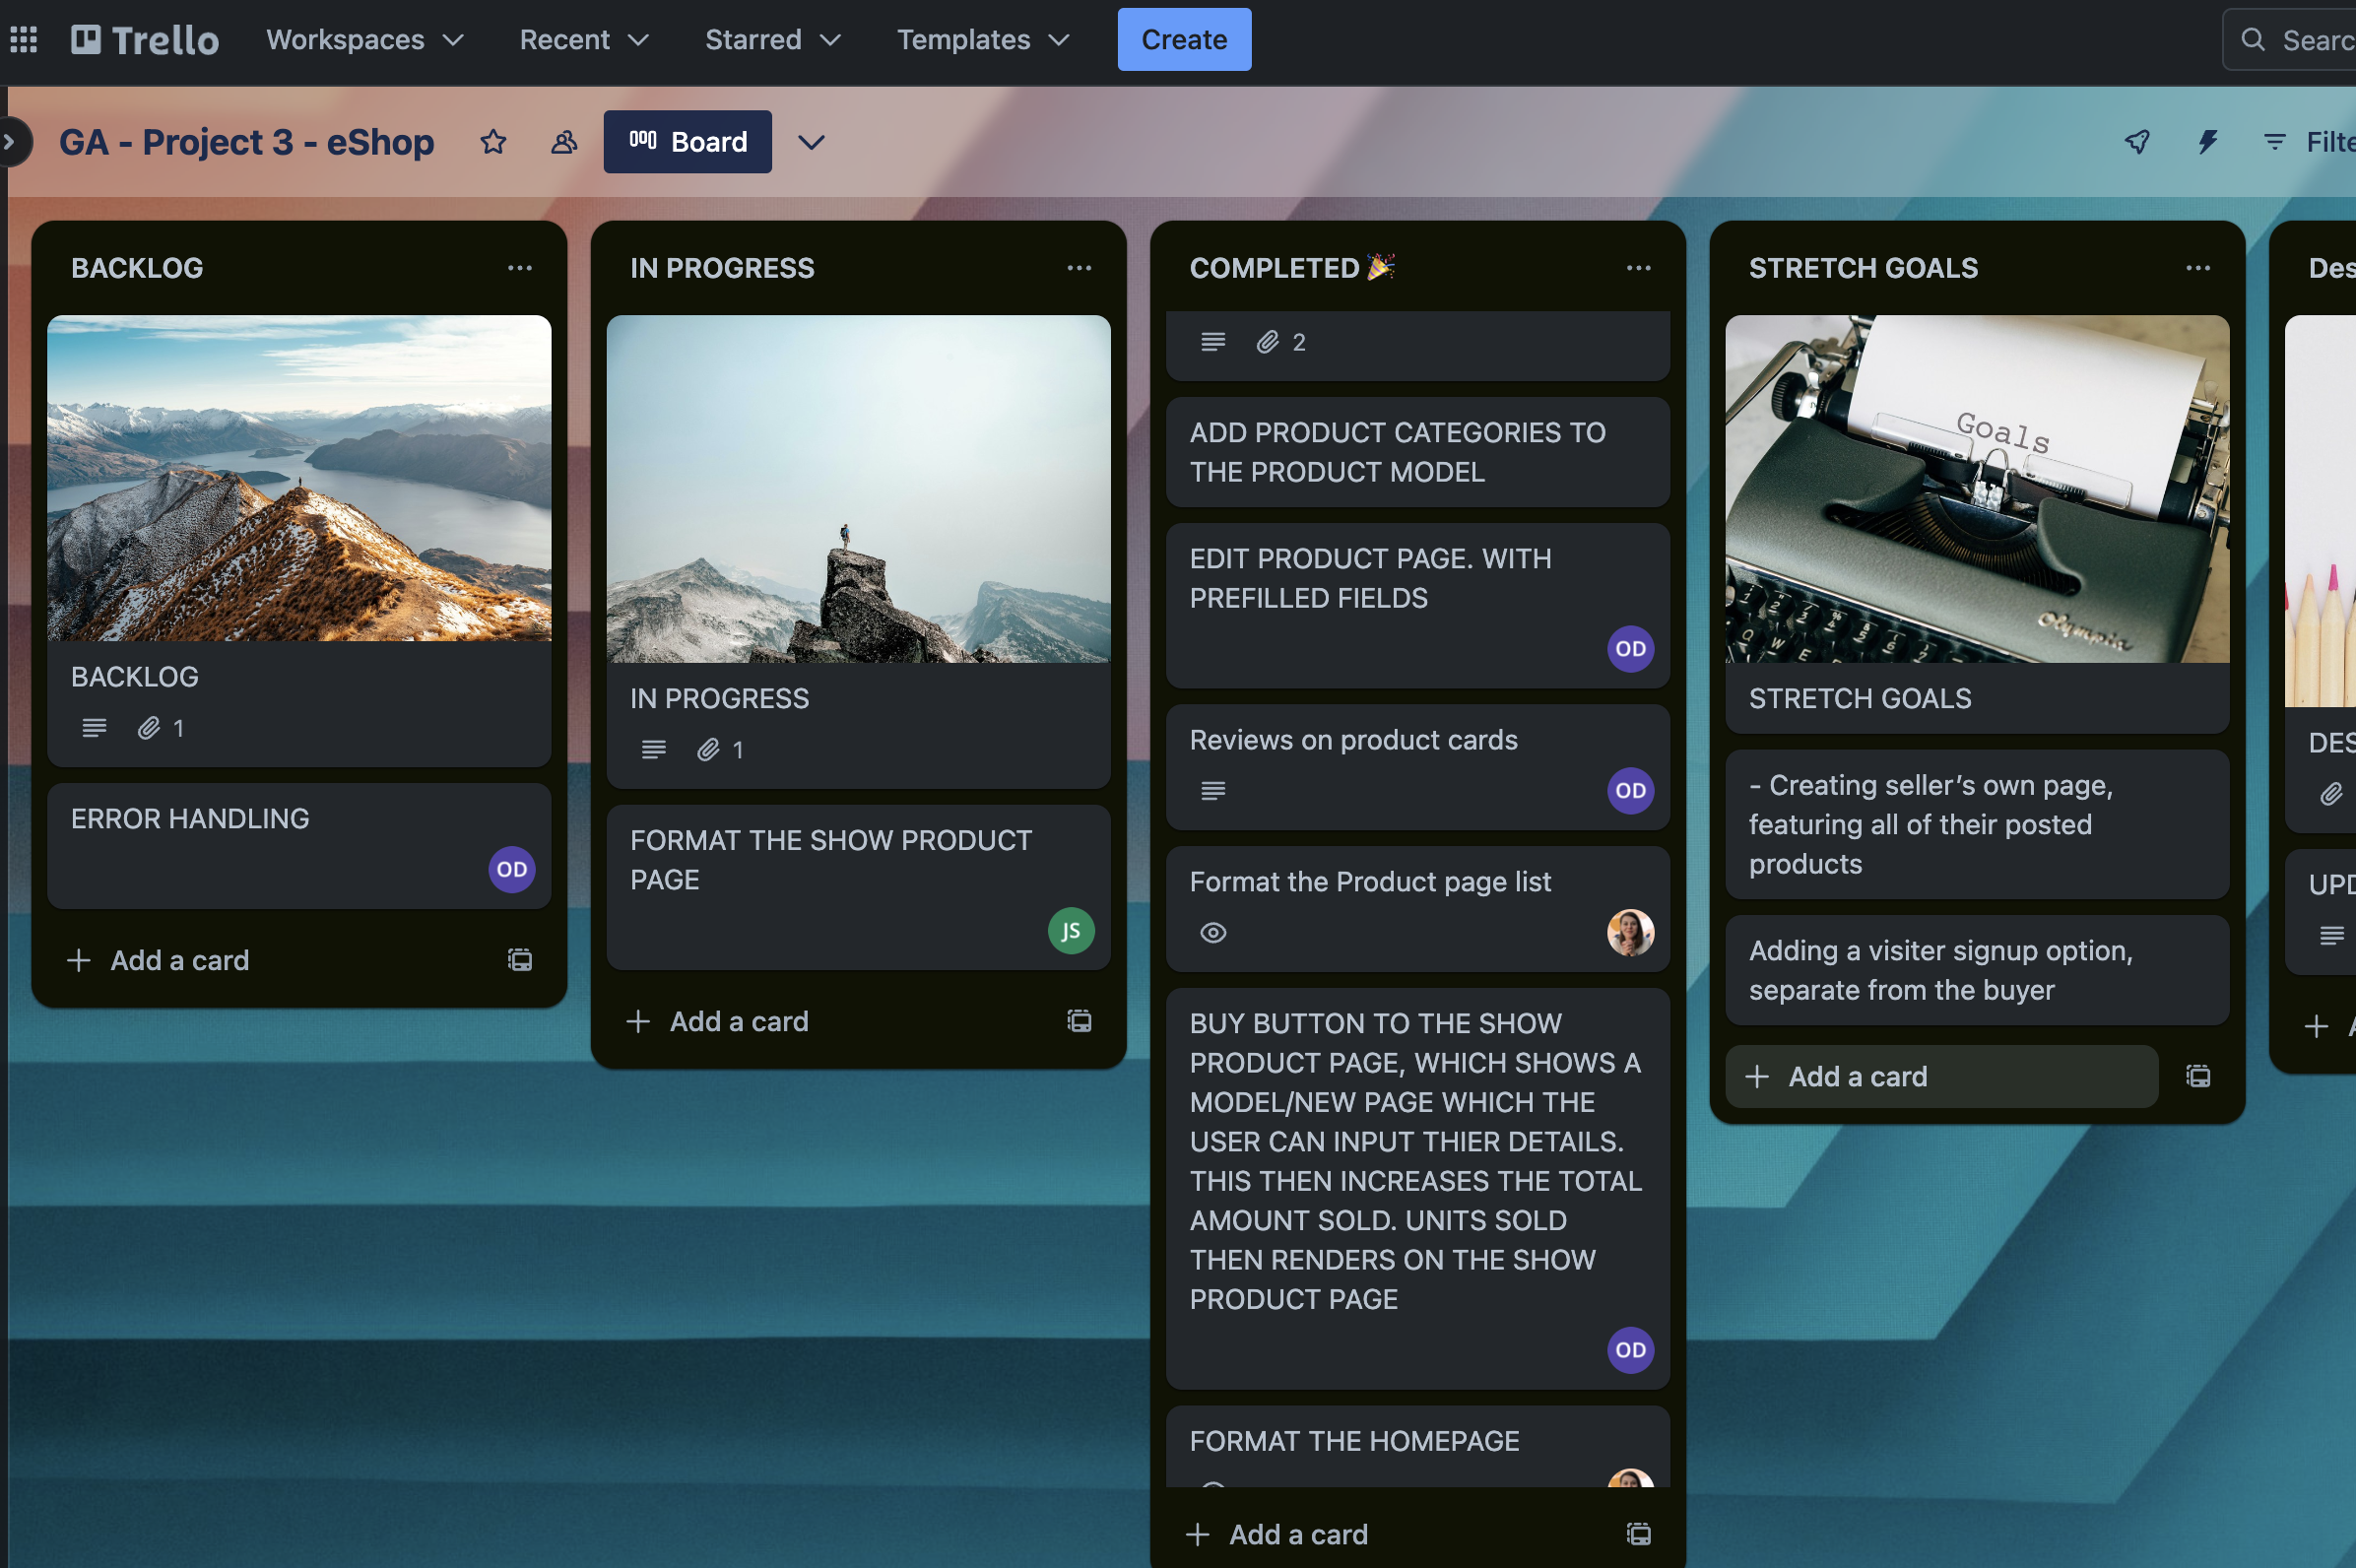 Trello
Workspaces
Recent
Starred
Templates
Create
GA - Project 3 - eShop
Board
BACKLOG
BACKLOG
1
ERROR HANDLING
OD
Add a card
IN PROGRESS
IN PROGRESS
1
FORMAT THE SHOW PRODUCT
PAGE
JS
Add a card
COMPLETED🎉
2
ADD PRODUCT CATEGORIES TO
THE PRODUCT MODEL
EDIT PRODUCT PAGE. WITH
PREFILLED FIELDS
OD
Reviews on product cards
OD
Format the Product page list
BUY BUTTON TO THE SHOW
PRODUCT PAGE, WHICH SHOWS A
MODEL/NEW PAGE WHICH THE
USER CAN INPUT THIER DETAILS.
THIS THEN INCREASES THE TOTAL
AMOUNT SOLD. UNITS SOLD
THEN RENDERS ON THE SHOW
PRODUCT PAGE
OD
FORMAT THE HOMEPAGE
Add a card
STRETCH GOALS
Goals
Olympia
STRETCH GOALS
- Creating seller’s own page,
featuring all of their posted
products
Adding a visiter signup option,
separate from the buyer
Add a card